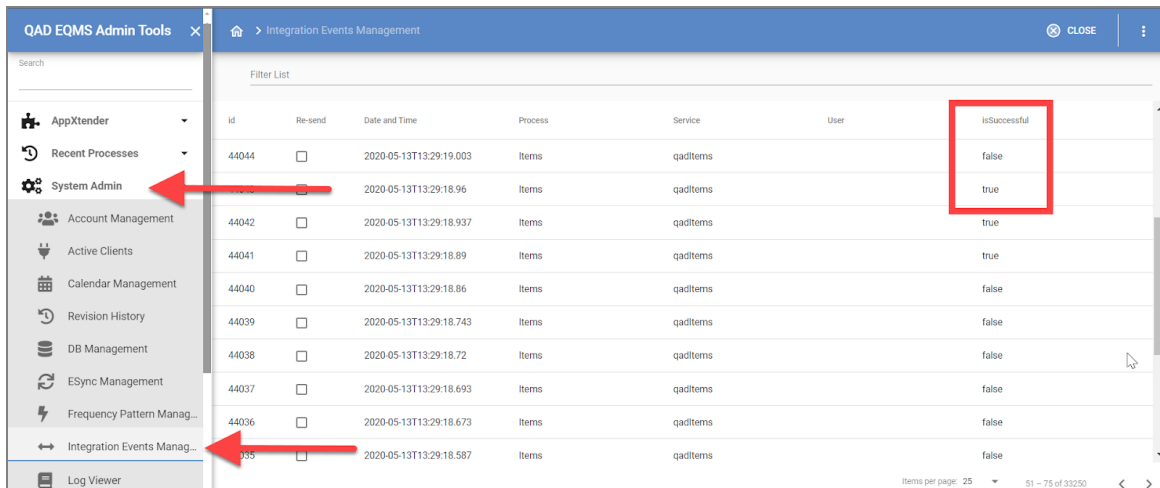 QAD EQMS Admin Tools
Integration Events Management
CLOSE
Search
Filter List
AppXtender
Recent Processes
System Admin
Account Management
Active Clients
Calendar Management
Revision History
DB Management
ESync Management
Frequency Pattern Manag...
Integration Events Manag...
Log Viewer
id Re-send Date and Time Process Service User isSuccessful
44044 2020-05-13T13:29:19.003 Items qadItems false
2020-05-13T13:29:18.96 Items qadItems true
44042 2020-05-13T13:29:18.937 Items qadItems true
44041 2020-05-13T13:29:18.89 Items qadItems true
44040 2020-05-13T13:29:18.86 Items qadItems false
44039 2020-05-13T13:29:18.743 Items qadItems false
44038 2020-05-13T13:29:18.72 Items qadItems false
44037 2020-05-13T13:29:18.693 Items qadItems false
44036 2020-05-13T13:29:18.673 Items qadItems false
035 2020-05-13T13:29:18.587 Items qadItems false
Items per page: 25 51 – 75 of 33250